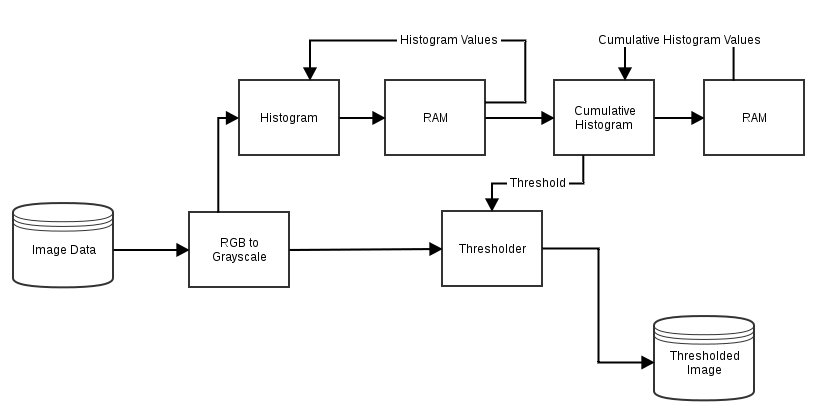 Histogram Values
Cumulative Histogram Values
Histogram
RAM
Cumulative
Histogram
RAM
Threshold
Image Data
RGB to
Grayscale
Thresholder
Thresholded
Image